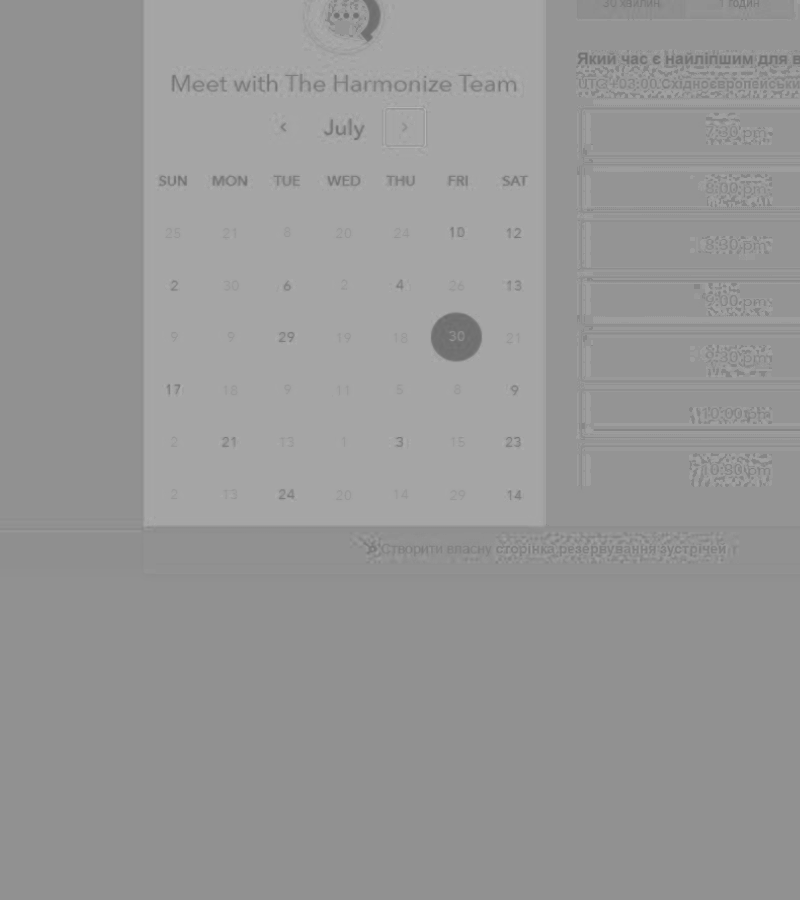 Meet with The Harmonize Team
‹ July ›
SUN MON TUE WED THU FRI SAT
25 21 8 20 24 10 12
2 30 6 2 4 26 13
9 9 29 19 18 30 21
17 18 9 11 5 8 9
2 21 13 1 3 15 23
2 13 24 20 14 29 14
30 хвилин
1 годин
Який час є найліпшим для в
UTC +03:00 Східноєвропейськи
7:30 pm
8:00 pm
8:30 pm
9:00 pm
9:30 pm
10:00 pm
10:30 pm
Створити власну сторінка резервування зустрічей